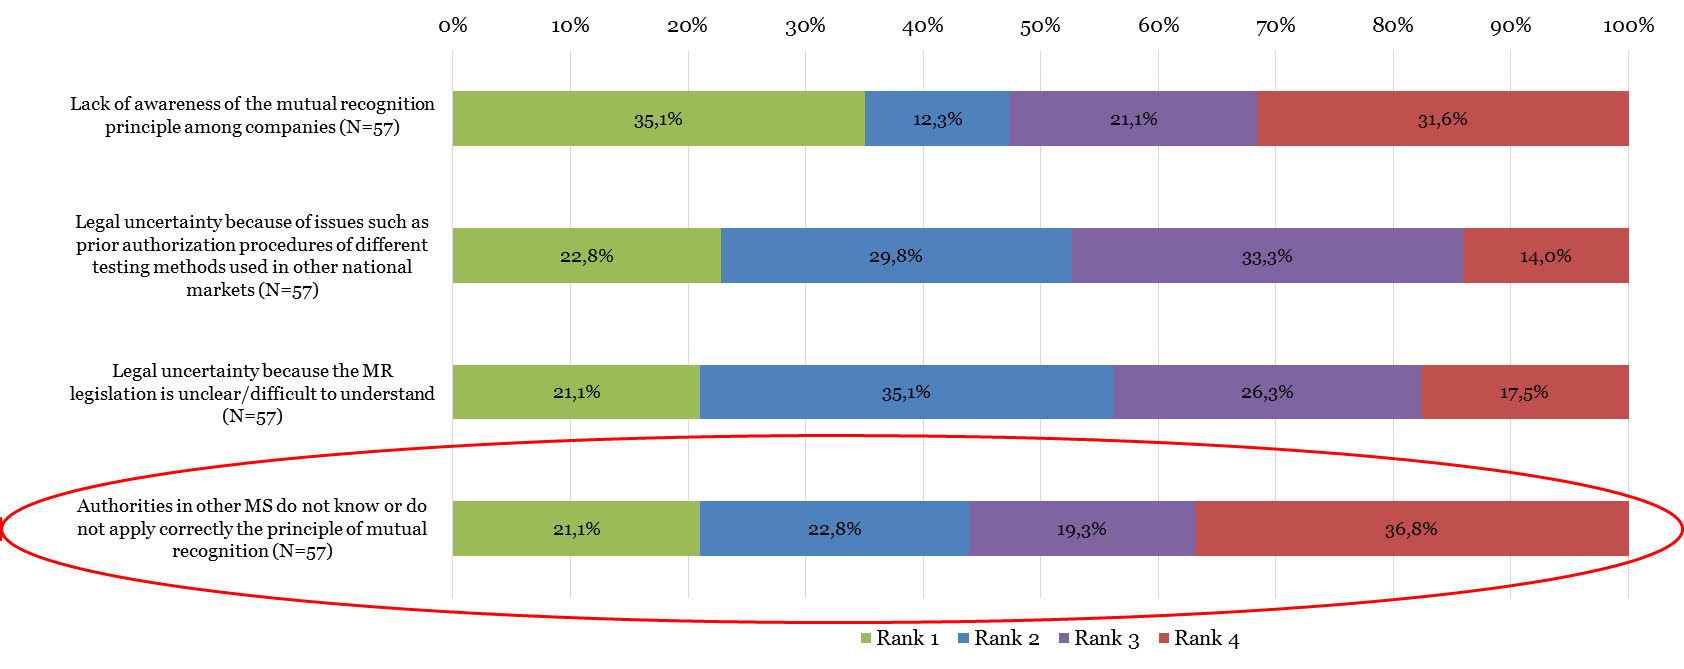 0% 10% 20% 30% 40% 50% 60% 70% 80% 90% 100%
Lack of awareness of the mutual recognition
principle among companies (N=57)
35,1% 12,3% 21,1% 31,6%
Legal uncertainty because of issues such as
prior authorization procedures of different
testing methods used in other national
markets (N=57)
22,8% 29,8% 33,3% 14,0%
Legal uncertainty because the MR
legislation is unclear/difficult to understand
(N=57)
21,1% 35,1% 26,3% 17,5%
Authorities in other MS do not know or do
not apply correctly the principle of mutual
recognition (N=57)
21,1% 22,8% 19,3% 36,8%
Rank 1 Rank 2 Rank 3 Rank 4